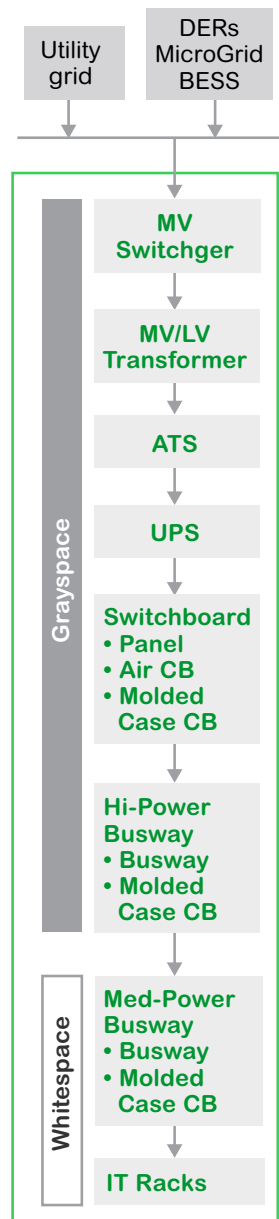 Utility
grid
DERs
MicroGrid
BESS
Grayspace
MV
Switchger
MV/LV
Transformer
ATS
UPS
Switchboard
• Panel
• Air CB
• Molded
Case CB
Hi-Power
Busway
• Busway
• Molded
Case CB
Whitespace
Med-Power
Busway
• Busway
• Molded
Case CB
IT Racks